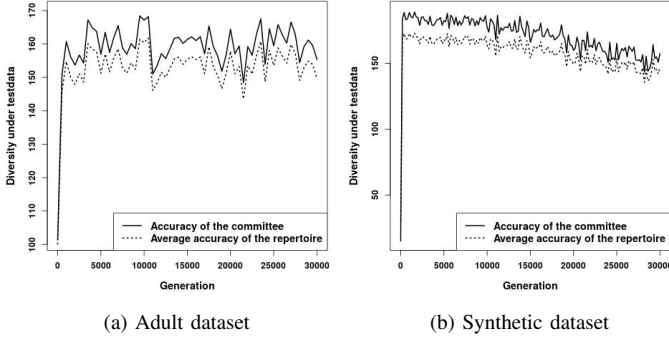 Diversity under testdata
170
160
150
140
130
120
110
100
Accuracy of the committee
Average accuracy of the repertoire
0 5000 10000 15000 20000 25000 30000
Generation
(a) Adult dataset
Diversity under testdata
150
100
50
Accuracy of the committee
Average accuracy of the repertoire
0 5000 10000 15000 20000 25000 30000
Generation
(b) Synthetic dataset